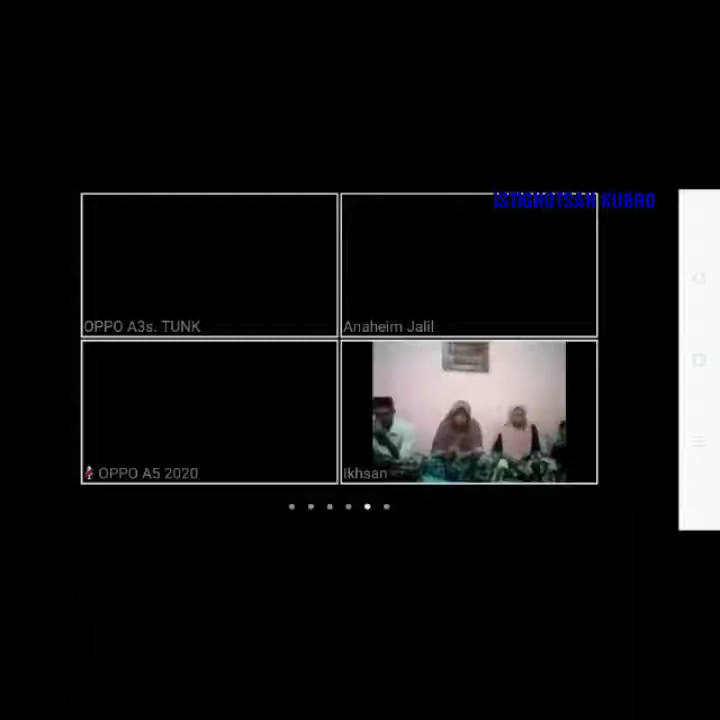 ISTIGHOTSAH KUBRO
OPPO A3s. TUNK
Anaheim Jalil
OPPO A5 2020
Ikhsan